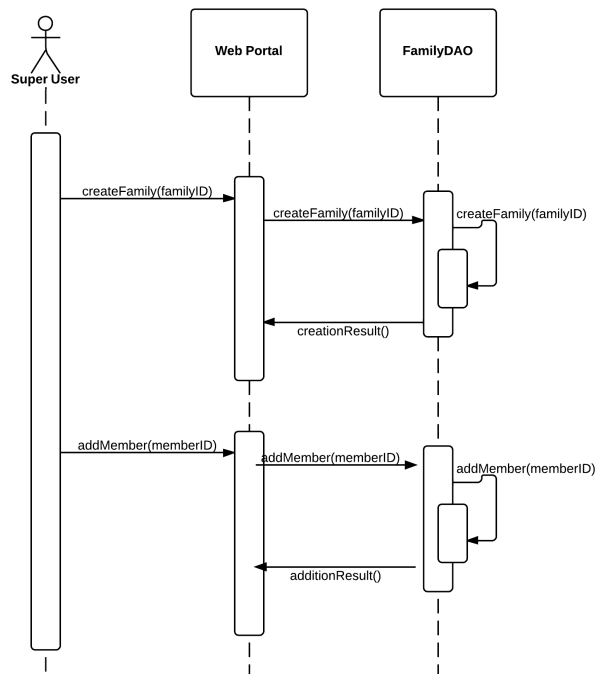 Super User
Web Portal
FamilyDAO
createFamily(familyID)
createFamily(familyID)
createFamily(familyID)
creationResult()
addMember(memberID)
addMember(memberID)
addMember(memberID)
additionResult()